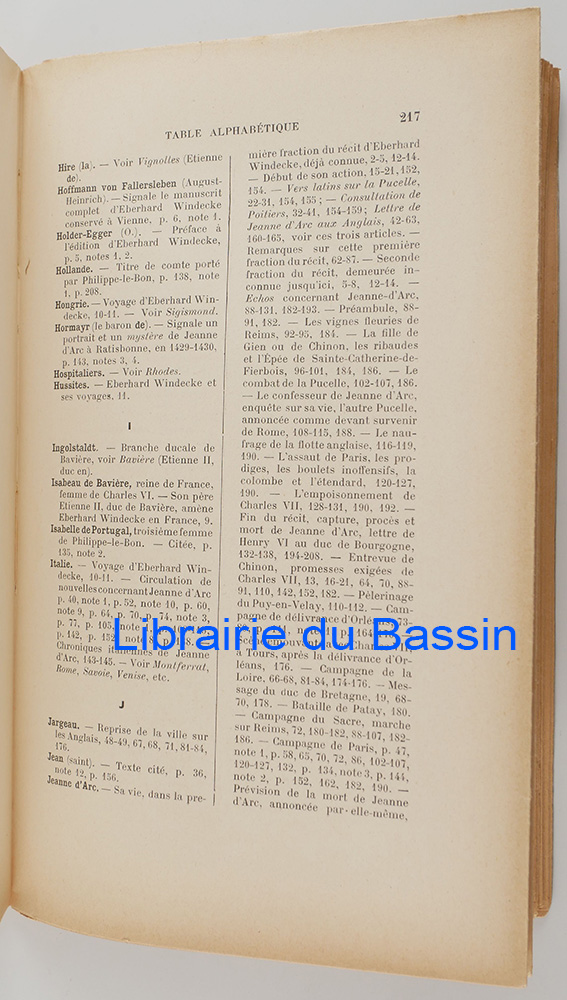 TABLE ALPHABÉTIQUE
217
Hire (la). — Voir Vignolles (Etienne
de).
Hoffmann von Fallersleben (August-
Heinrich). — Signale le manuscrit
complet d'Eberhard Windecke
conservé à Vienne, p. 6, note 1.
Holder-Egger (O.). — Préface à
l'édition d'Eberhard Windecke,
p. 5, notes 1, 2.
Hollande. — Titre de comte porté
par Philippe-le-Bon, p. 138, note
1, p. 208.
Hongrie. — Voyage d'Eberhard Win-
decke, 10-11. — Voir Sigismond.
Hormayr (le baron de). — Signale un
portrait et un mystère de Jeanne
d'Arc à Ratisbonne, en 1429-1430,
p. 143, notes 3, 4.
Hospitaliers. — Voir Rhodes.
Hussites. — Eberhard Windecke et
ses voyages, 11.
I
Ingolstaldt. — Branche ducale de
Bavière, voir Bavière (Etienne II,
duc en).
Isabeau de Bavière, reine de France,
femme de Charles VI. — Son père
Etienne II, duc de Bavière, amène
Eberhard Windecke en France, 9.
Isabelle de Portugal, troisième femme
de Philippe-le-Bon. — Citée, p.
135, note 2.
Italie. — Voyage d'Eberhard Win-
decke, 10-11. — Circulation de
nouvelles concernant Jeanne d'Arc
p. 40, note 1, p. 52, note 10, p. 60,
note 9, p. 64, p. 70, p. 74, note 3,
p. 77, p. 105, note
p. 142, p. 152
Chroniques italiennes de Jeanne
d'Arc, 143-145. — Voir Montferrat,
Rome, Savoie, Venise, etc.
J
Jargeau. — Reprise de la ville sur
les Anglais, 48-49, 67, 68, 71, 81-84,
176.
Jean (saint). — Texte cité, p. 36,
note 12, p. 156.
Jeanne d'Arc. — Sa vie, dans la pre-
mière fraction du récit d'Eberhard
Windecke, déjà connue, 2-5, 12-14.
— Début de son action, 15-21, 152,
154. — Vers latins sur la Pucelle,
22-31, 154, 155 ; — Consultation de
Poitiers, 32-41, 154-159; Lettre de
Jeanne d'Arc aux Anglais, 42-63,
160-165, voir ces trois articles. —
Remarques sur cette première
fraction du récit, 62-87. — Seconde
fraction du récit, demeurée in-
connue jusqu'ici, 5-8, 12-14. —
Echos concernant Jeanne-d'Arc,
88-131, 182-193. — Préambule, 88-
91, 182. — Les vignes fleuries de
Reims, 92-95, 184. — La fille de
Gien ou de Chinon, les ribaudes
et l'Épée de Sainte-Catherine-de-
Fierbois, 96-101, 184, 186. — Le
combat de la Pucelle, 102-107, 186.
— Le confesseur de Jeanne d'Arc,
enquête sur sa vie, l'autre Pucelle,
annoncée comme devant survenir
de Rome, 108-115, 188. — Le nau-
frage de la flotte anglaise, 116-119,
190. — L'assaut de Paris, les pro-
diges, les boulets inoffensifs, la
colombe et l'étendard, 120-127,
190. — L'empoisonnement de
Charles VII, 128-131, 190, 192. —
Fin du récit, capture, procès et
mort de Jeanne d'Arc, lettre de
Henry VI au duc de Bourgogne,
132-138, 194-208. — Entrevue de
Chinon, promesses exigées de
Charles VII, 13, 16-21, 64, 70, 88-
91, 110, 142, 152, 182. — Pèlerinage
du Puy-en-Velay, 110-112. — Cam-
pagne de délivrance d'Orléans,
Charles VII
à Tours, après la délivrance d'Or-
léans, 176. — Campagne de la
Loire, 66-68, 81-84, 174-176. — Mes-
sage du duc de Bretagne, 19, 68-
70, 178. — Bataille de Patay, 180.
— Campagne du Sacre, marche
sur Reims, 72, 180-182, 88-107, 182-
186. — Campagne de Paris, p. 47,
note 1, p. 58, 65, 70, 72, 86, 102-107,
120-127, 132, p. 134, note 3, p. 144,
note 2, p. 152, 162, 182, 190. —
Prévision de la mort de Jeanne
d'Arc, annoncée par elle-même,
Librairie du Bassin